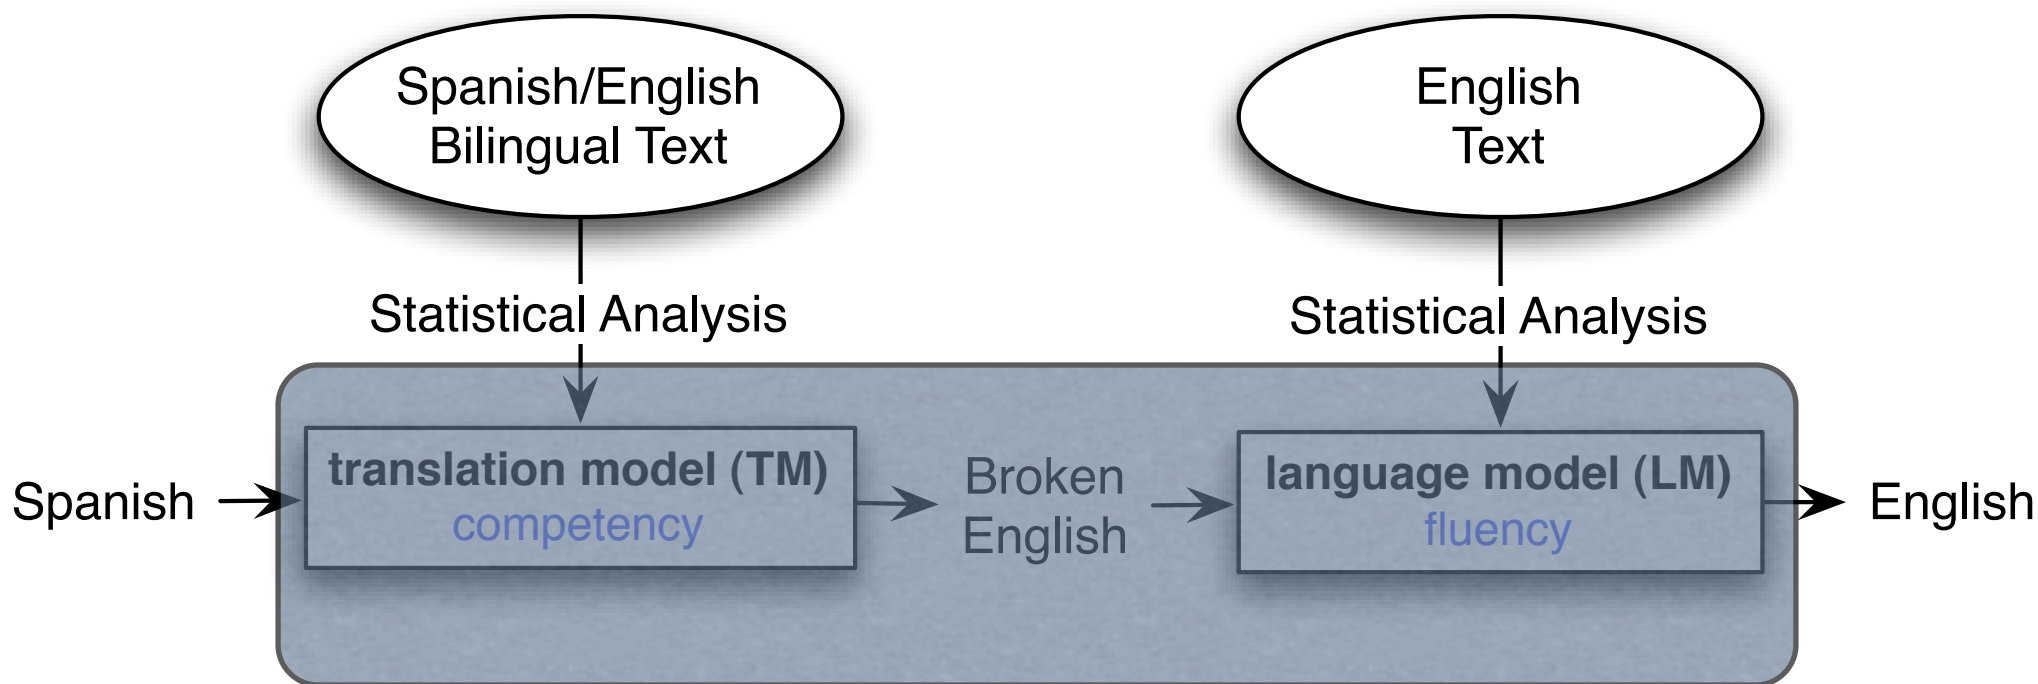 Spanish/English
Bilingual Text
English
Text
Statistical Analysis
Statistical Analysis
Spanish
translation model (TM)
competency
Broken
English
language model (LM)
fluency
English